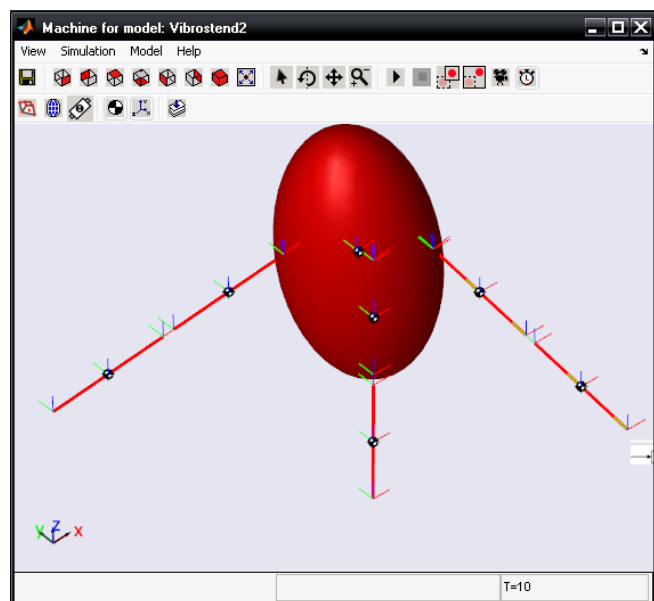 Machine for model: Vibrostend2
View Simulation Model Help
y z x
T=10